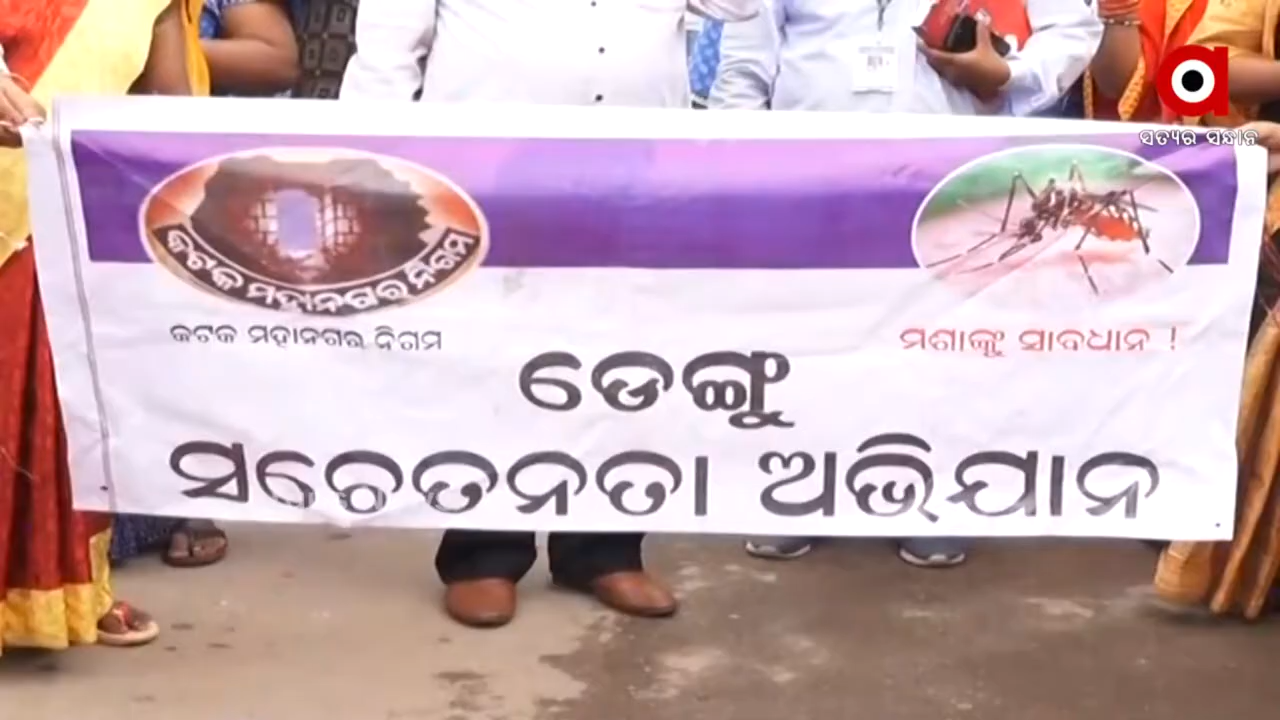 ସତ୍ୟର ସନ୍ଧାନ
କଟକ ମହାନଗର ନିଗମ
କଟକ ମହାନଗର ନିଗମ
ମଶାଙ୍କୁ ସାବଧାନ !
ଡେଙ୍ଗୁ
ସଚେତନତା ଅଭିଯାନ